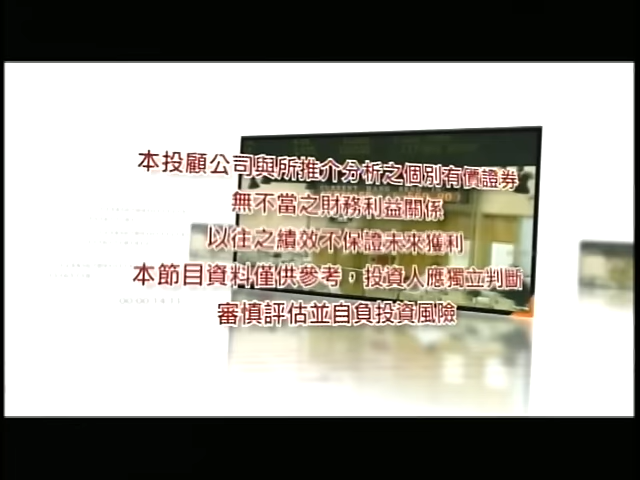 本投顧公司與所推介分析之個別有價證券
無不當之財務利益關係
以往之績效不保證未來獲利
本節目資料僅供參考，投資人應獨立判斷
審慎評估並自負投資風險